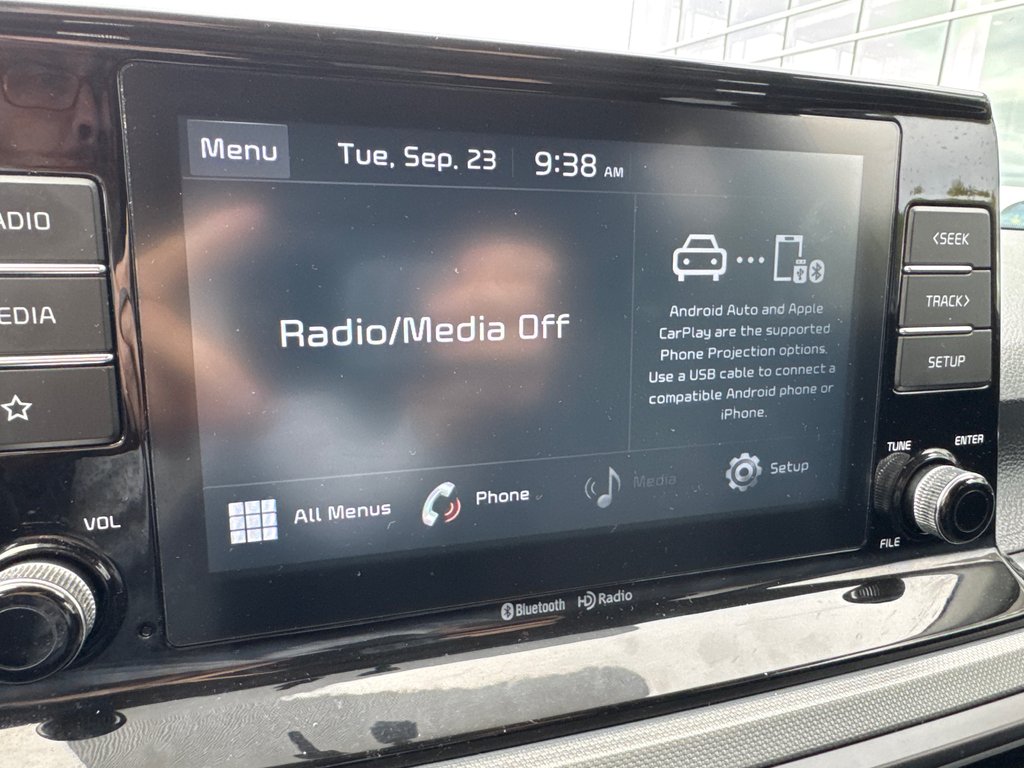 Menu
Tue, Sep. 23
9:38 AM
ADIO
EDIA
VOL
Radio/Media Off
Android Auto and Apple
CarPlay are the supported
Phone Projection options.
Use a USB cable to connect a
compatible Android phone or
iPhone.
All Menus
Phone
Media
Setup
<SEEK
TRACK>
SETUP
TUNE
ENTER
FILE
Bluetooth
HD Radio